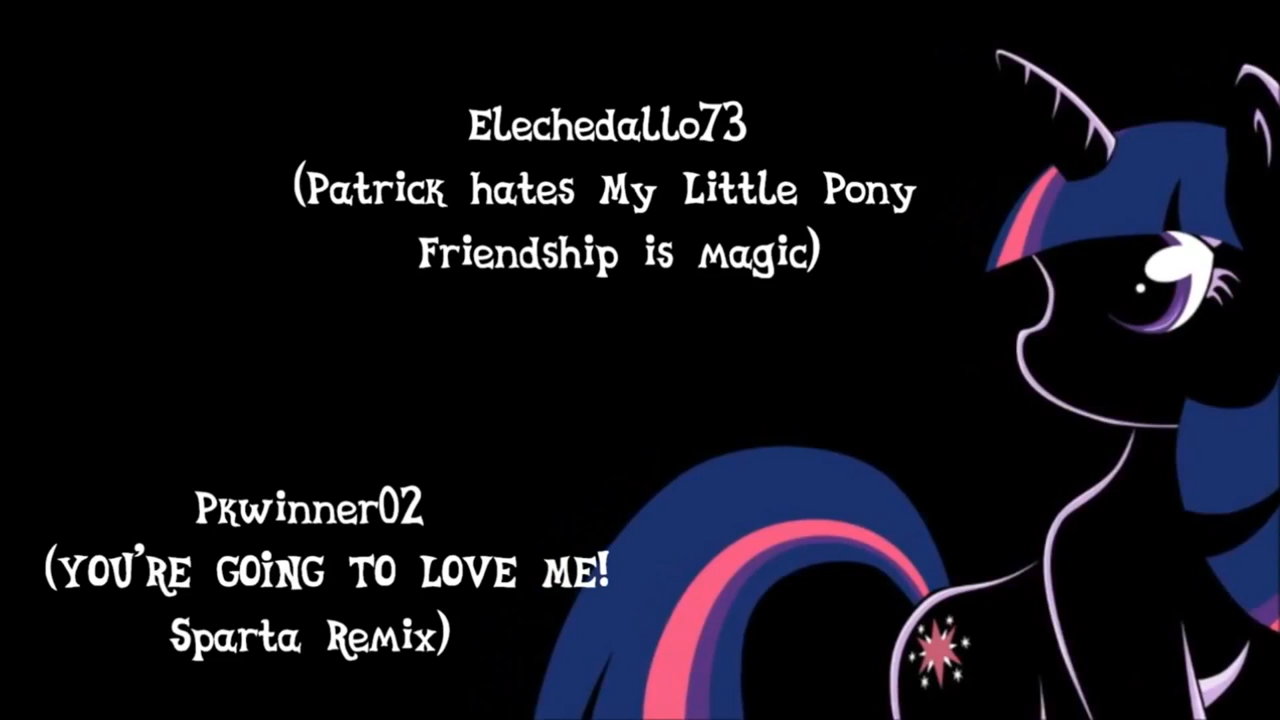 Elechedallo73
(Patrick hates My Little Pony
Friendship is magic)
Pkwinner02
(YOU'RE GOING TO LOVE ME!
Sparta Remix)